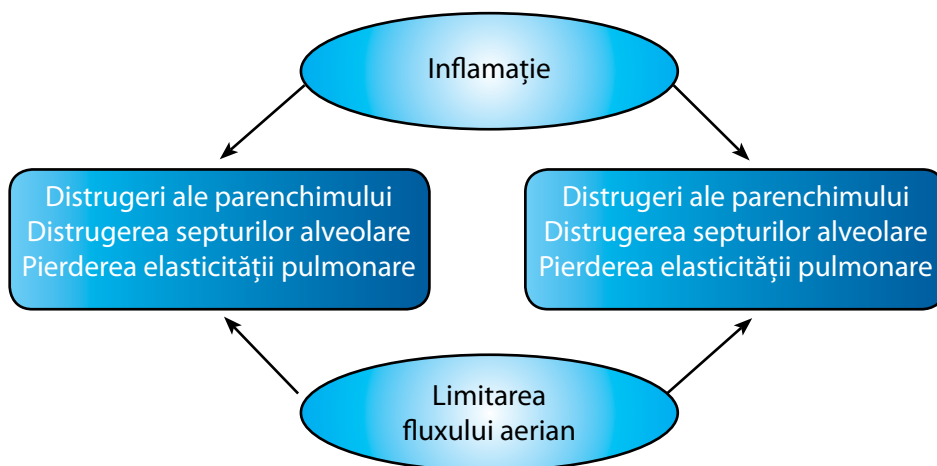 Inflamație
Distrugeri ale parenchimului
Distrugerea septurilor alveolare
Pierderea elasticității pulmonare
Distrugeri ale parenchimului
Distrugerea septurilor alveolare
Pierderea elasticității pulmonare
Limitarea
fluxului aerian